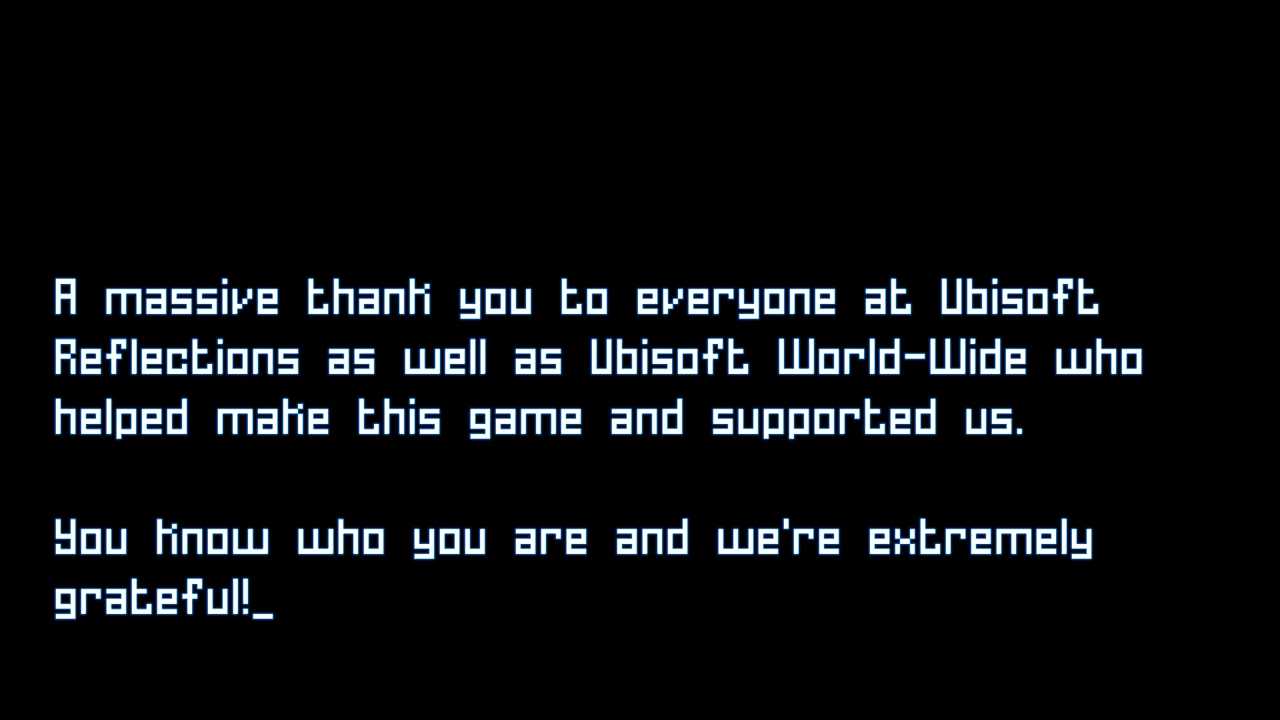 A massive thank you to everyone at Ubisoft
Reflections as well as Ubisoft World-Wide who
helped make this game and supported us.
You know who you are and we're extremely
grateful!_